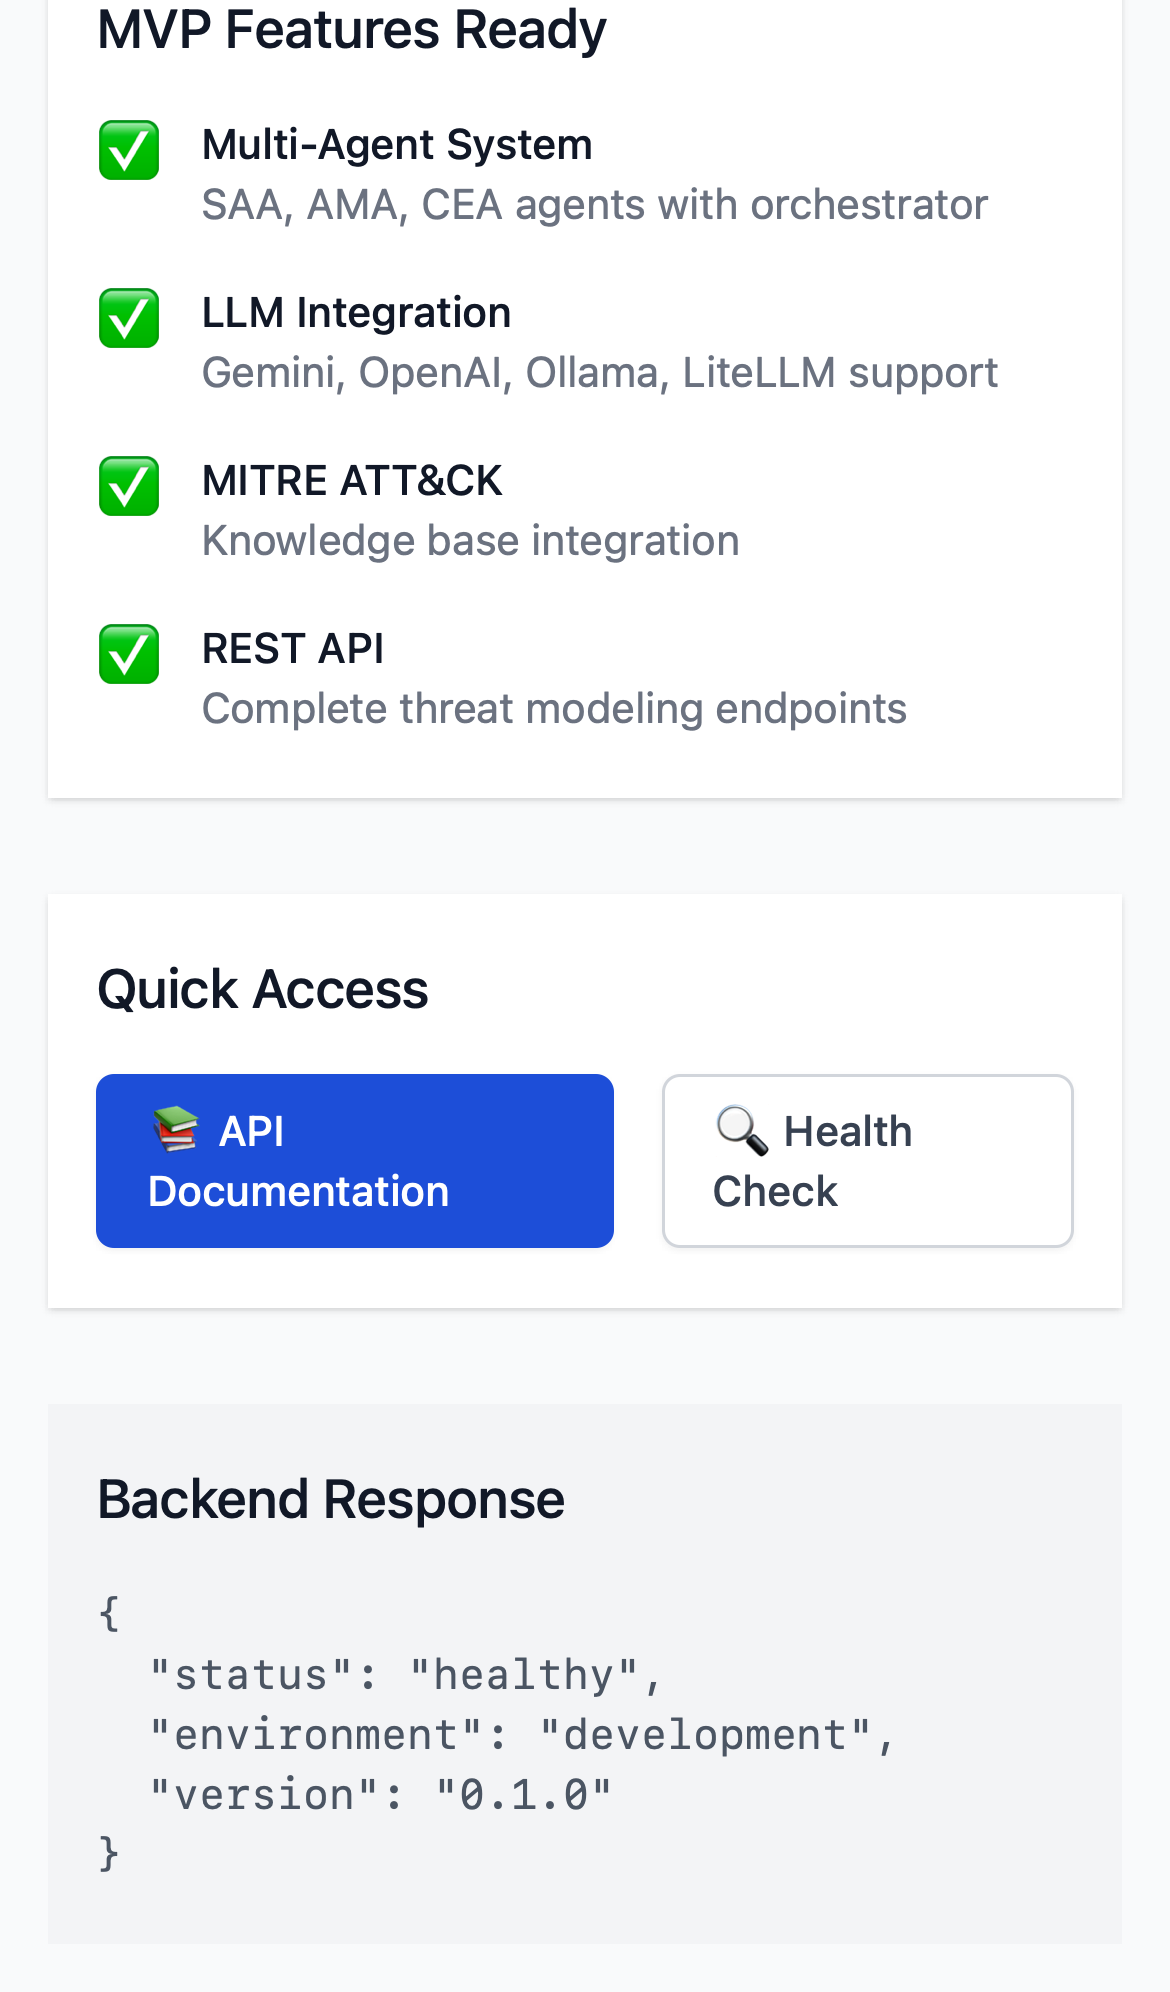 MVP Features Ready
✅ Multi-Agent System
SAA, AMA, CEA agents with orchestrator
✅ LLM Integration
Gemini, OpenAI, Ollama, LiteLLM support
✅ MITRE ATT&CK
Knowledge base integration
✅ REST API
Complete threat modeling endpoints
Quick Access
📚 API
Documentation
🔍 Health
Check
Backend Response
{
  "status": "healthy",
  "environment": "development",
  "version": "0.1.0"
}